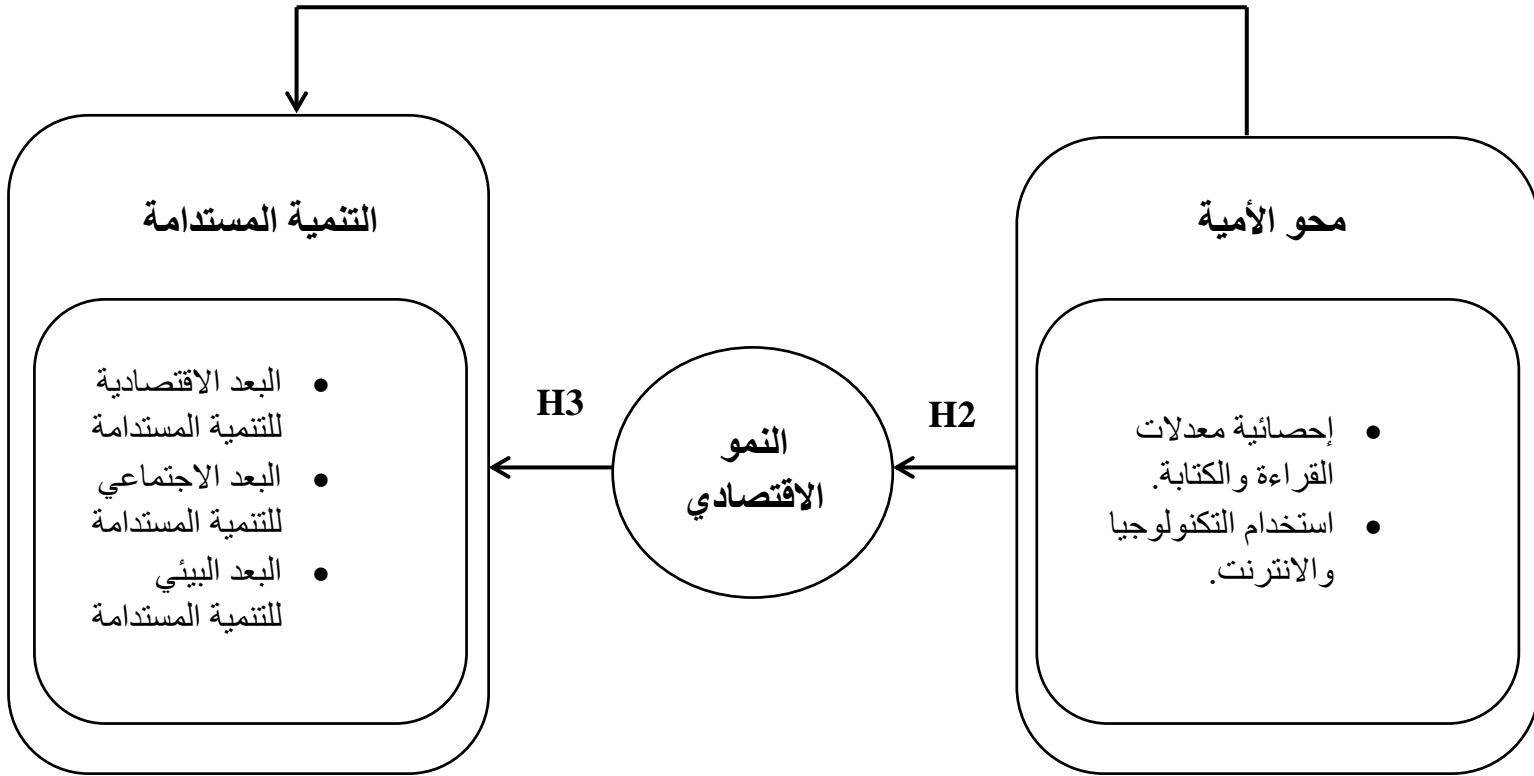 محو الأمية
إحصائية معدلات
القراءة والكتابة.
استخدام التكنولوجيا
والانترنت.
H2
النمو
الاقتصادي
H3
التنمية المستدامة
البعد الاقتصادية
للتنمية المستدامة
البعد الاجتماعي
للتنمية المستدامة
البعد البيئي
للتنمية المستدامة